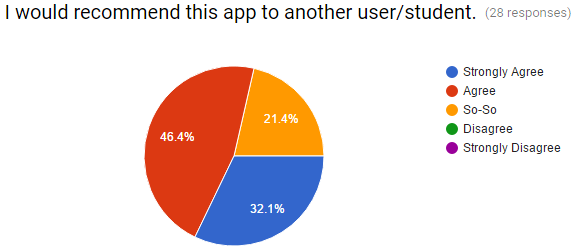 I would recommend this app to another user/student. (28 responses)
Strongly Agree
Agree
So-So
Disagree
Strongly Disagree
21.4%
46.4%
32.1%